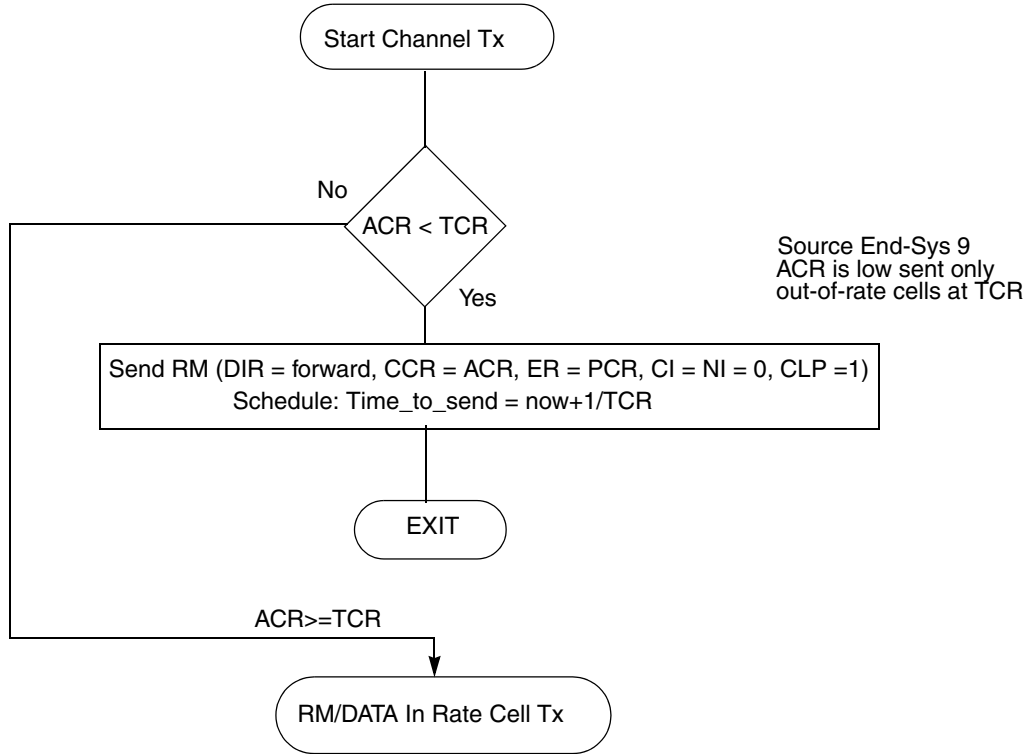 Start Channel Tx
No
ACR < TCR
Source End-Sys 9
ACR is low sent only
out-of-rate cells at TCR
Yes
Send RM (DIR = forward, CCR = ACR, ER = PCR, CI = NI = 0, CLP =1)
Schedule: Time_to_send = now+1/TCR
EXIT
ACR>=TCR
RM/DATA In Rate Cell Tx